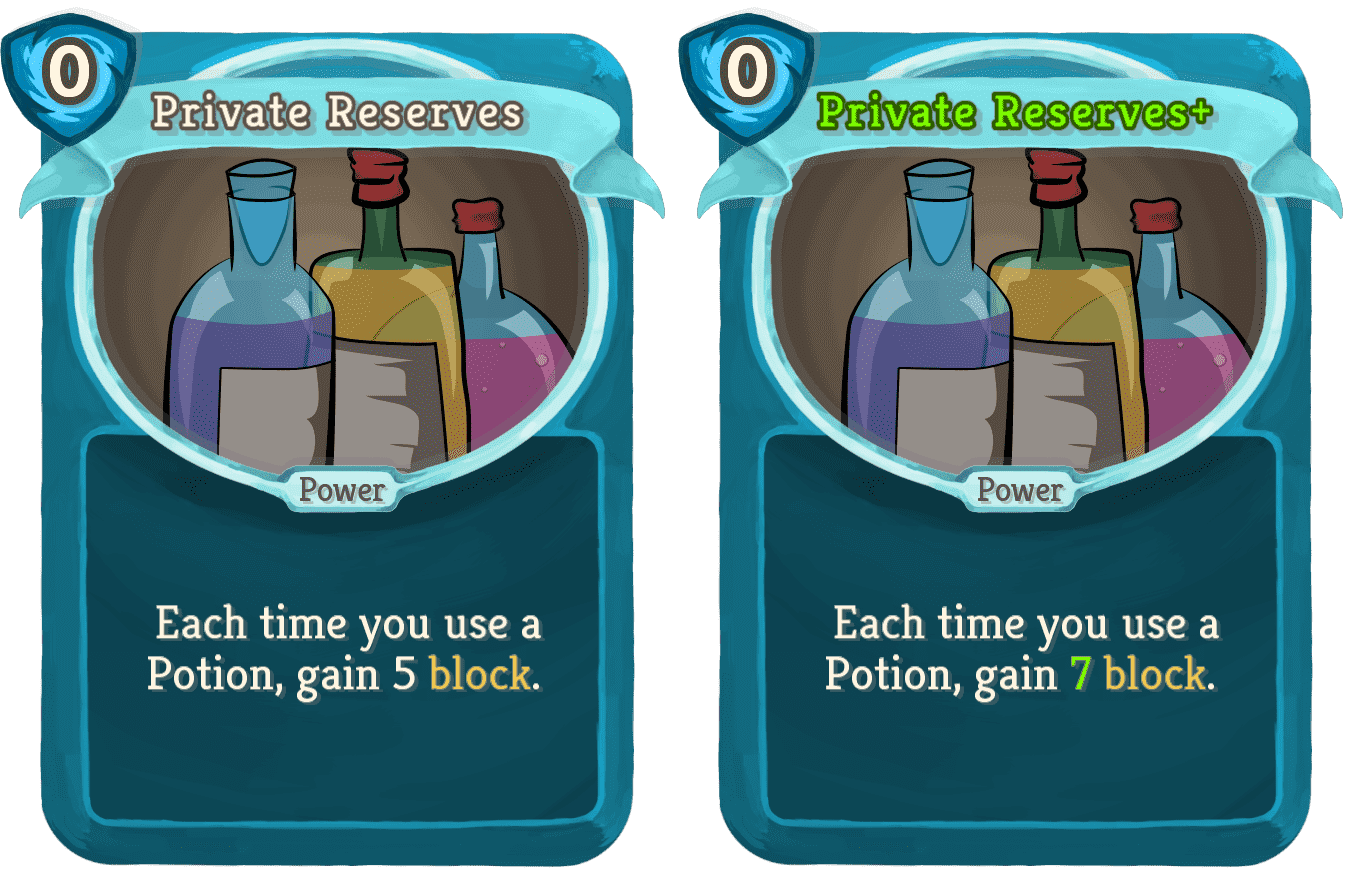 0
Private Reserves
Power
Each time you use a
Potion, gain 5 block.
0
Private Reserves+
Power
Each time you use a
Potion, gain 7 block.